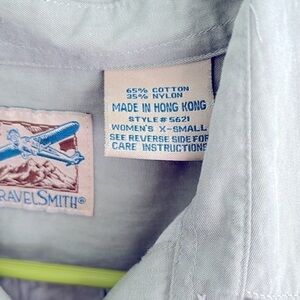 65% COTTON
35% NYLON
MADE IN HONG KONG
STYLE # 5621
WOMEN'S X-SMALL
SEE REVERSE SIDE FOR
CARE INSTRUCTIONS
RAVELSMITH®